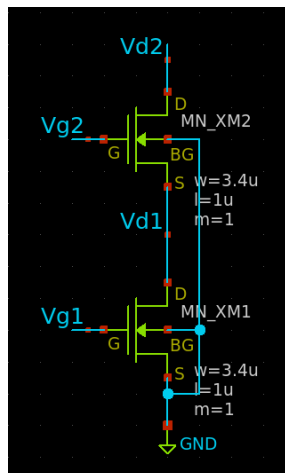 Vd2
D
MN_XM2
Vg2
G
BG
S
w=3.4u
l=1u
m=1
Vd1
D
MN_XM1
Vg1
G
BG
S
w=3.4u
l=1u
m=1
GND